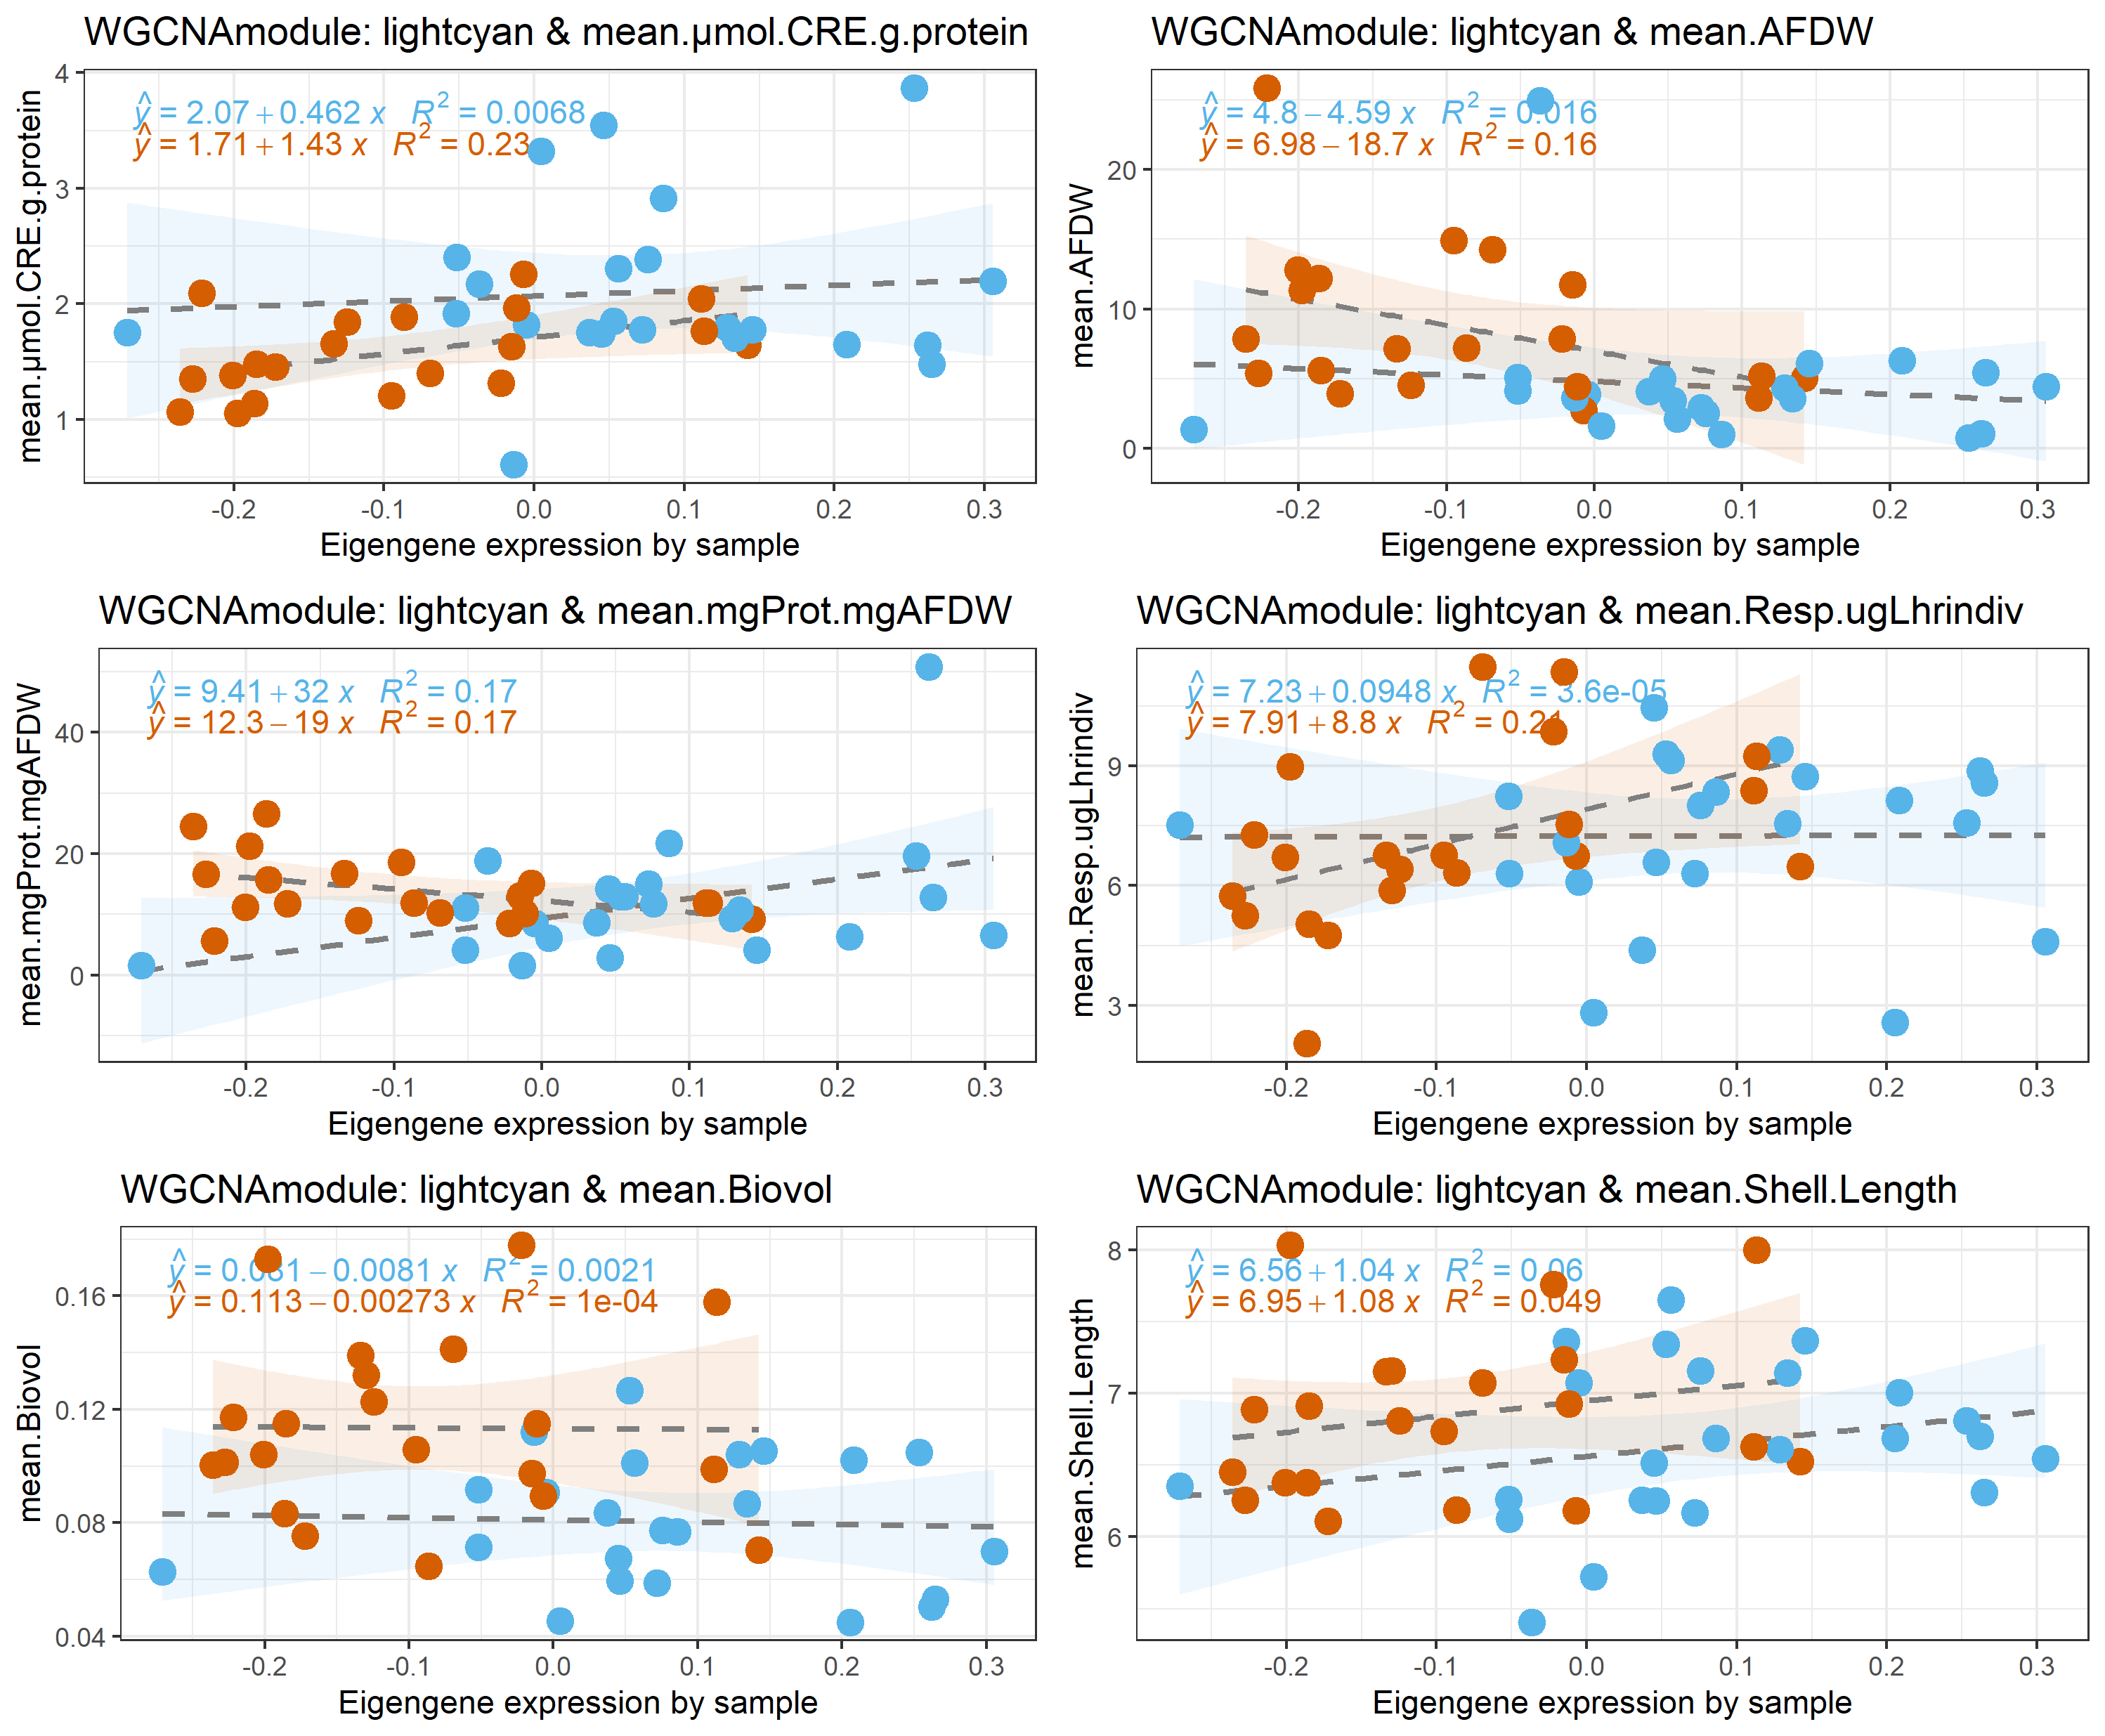 WGCNAmodule: lightcyan & mean.µmol.CRE.g.protein
mean.µmol.CRE.g.protein
4
3
2
1
ŷ = 2.07 + 0.462 x R² = 0.0068
ŷ = 1.71 + 1.43 x R² = 0.23
-0.2 -0.1 0.0 0.1 0.2 0.3
Eigengene expression by sample
WGCNAmodule: lightcyan & mean.AFDW
mean.AFDW
20
10
0
ŷ = 4.8 − 4.59 x R² = 0.016
ŷ = 6.98 − 18.7 x R² = 0.16
-0.2 -0.1 0.0 0.1 0.2 0.3
Eigengene expression by sample
WGCNAmodule: lightcyan & mean.mgProt.mgAFDW
mean.mgProt.mgAFDW
40
20
0
ŷ = 9.41 + 32 x R² = 0.17
ŷ = 12.3 − 19 x R² = 0.17
-0.2 -0.1 0.0 0.1 0.2 0.3
Eigengene expression by sample
WGCNAmodule: lightcyan & mean.Resp.ugLhrindiv
mean.Resp.ugLhrindiv
9
6
3
ŷ = 7.23 + 0.0948 x R² = 3.6e-05
ŷ = 7.91 + 8.8 x R² = 0.21
-0.2 -0.1 0.0 0.1 0.2 0.3
Eigengene expression by sample
WGCNAmodule: lightcyan & mean.Biovol
mean.Biovol
0.16
0.12
0.08
0.04
ŷ = 0.081 − 0.0081 x R² = 0.0021
ŷ = 0.113 − 0.00273 x R² = 1e-04
-0.2 -0.1 0.0 0.1 0.2 0.3
Eigengene expression by sample
WGCNAmodule: lightcyan & mean.Shell.Length
mean.Shell.Length
8
7
6
ŷ = 6.56 + 1.04 x R² = 0.06
ŷ = 6.95 + 1.08 x R² = 0.049
-0.2 -0.1 0.0 0.1 0.2 0.3
Eigengene expression by sample